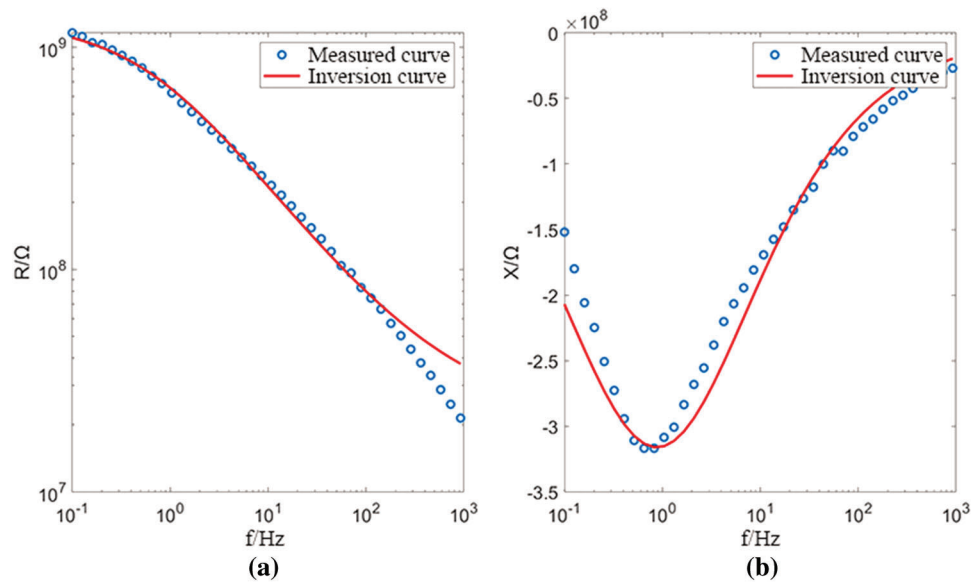 Measured curve
Inversion curve
10^9
10^8
10^7
R/Ω
10^-1
10^0
10^1
10^2
10^3
f/Hz
(a)
×10^8
Measured curve
Inversion curve
0
-0.5
-1
-1.5
-2
-2.5
-3
-3.5
X/Ω
10^-1
10^0
10^1
10^2
10^3
f/Hz
(b)